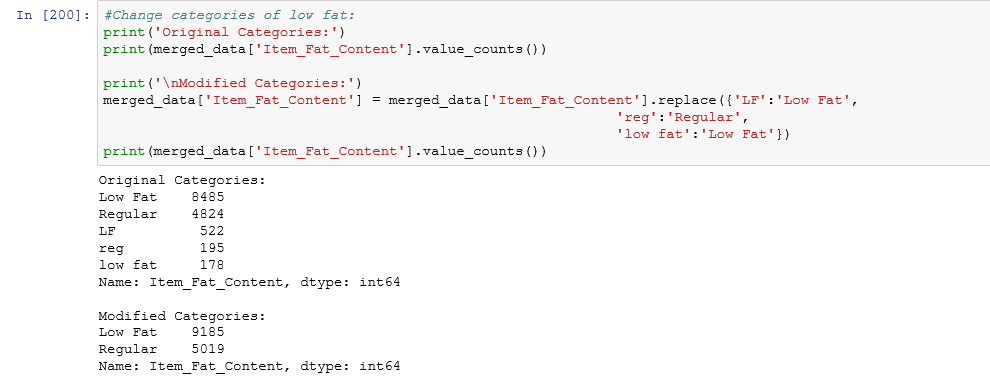 In [200]: #Change categories of low fat:
print('Original Categories:')
print(merged_data['Item_Fat_Content'].value_counts())
print('\nModified Categories:')
merged_data['Item_Fat_Content'] = merged_data['Item_Fat_Content'].replace({'LF':'Low Fat',
'reg':'Regular',
'low fat':'Low Fat'})
print(merged_data['Item_Fat_Content'].value_counts())
Original Categories:
Low Fat    8485
Regular    4824
LF          522
reg         195
low fat     178
Name: Item_Fat_Content, dtype: int64
Modified Categories:
Low Fat    9185
Regular    5019
Name: Item_Fat_Content, dtype: int64